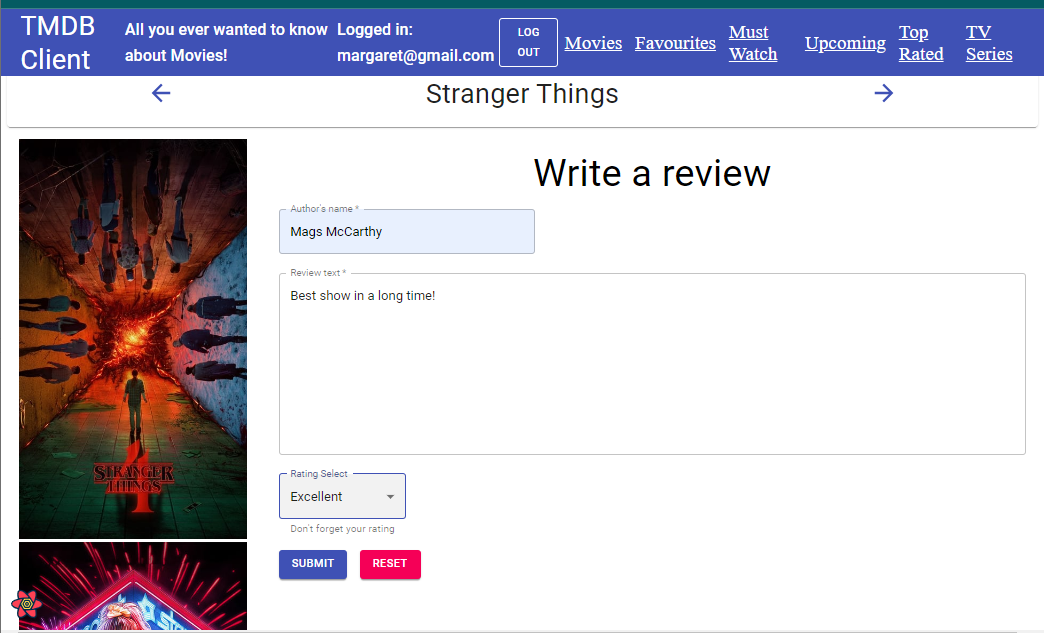 TMDB
Client
All you ever wanted to know
about Movies!
Logged in:
margaret@gmail.com
LOG
OUT
Movies
Favourites
Must
Watch
Upcoming
Top
Rated
TV
Series
Stranger Things
Write a review
Author's name *
Mags McCarthy
Review text *
Best show in a long time!
Rating Select
Excellent
Don't forget your rating
SUBMIT
RESET
STRANGER
THINGS
4